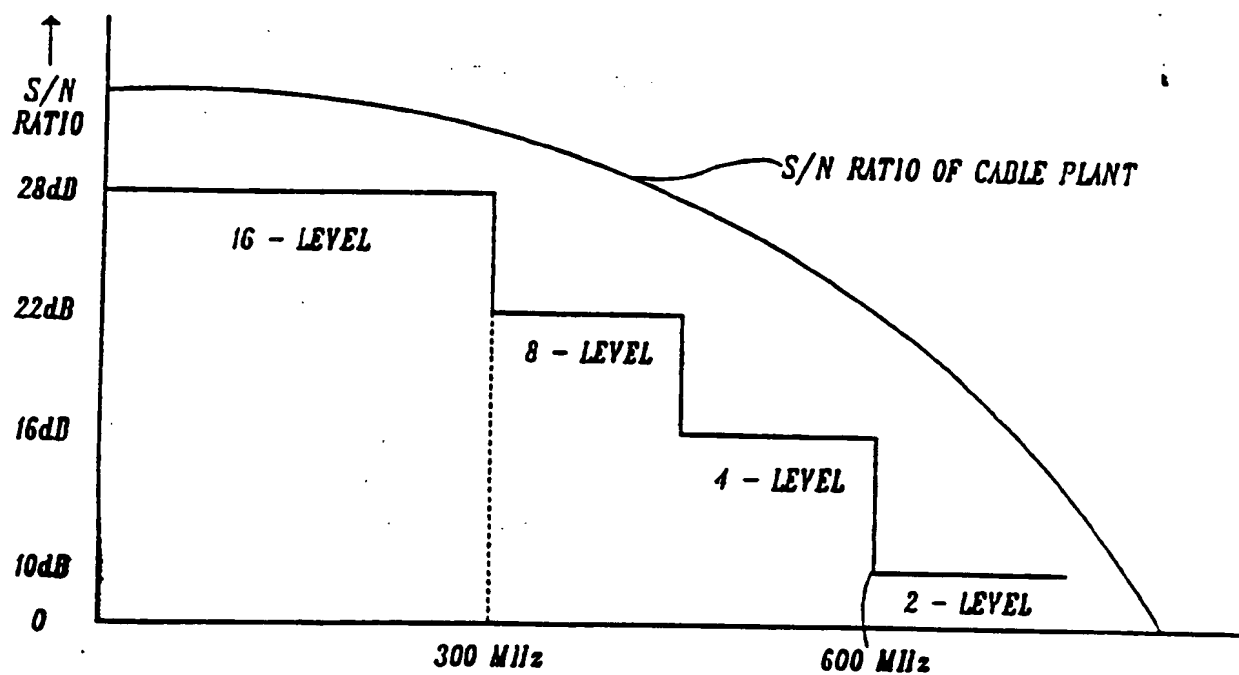 S/N
RATIO
S/N RATIO OF CABLE PLANT
28dB
16 - LEVEL
22dB
8 - LEVEL
16dB
4 - LEVEL
10dB
2 - LEVEL
0
300 MHz
600 MHz